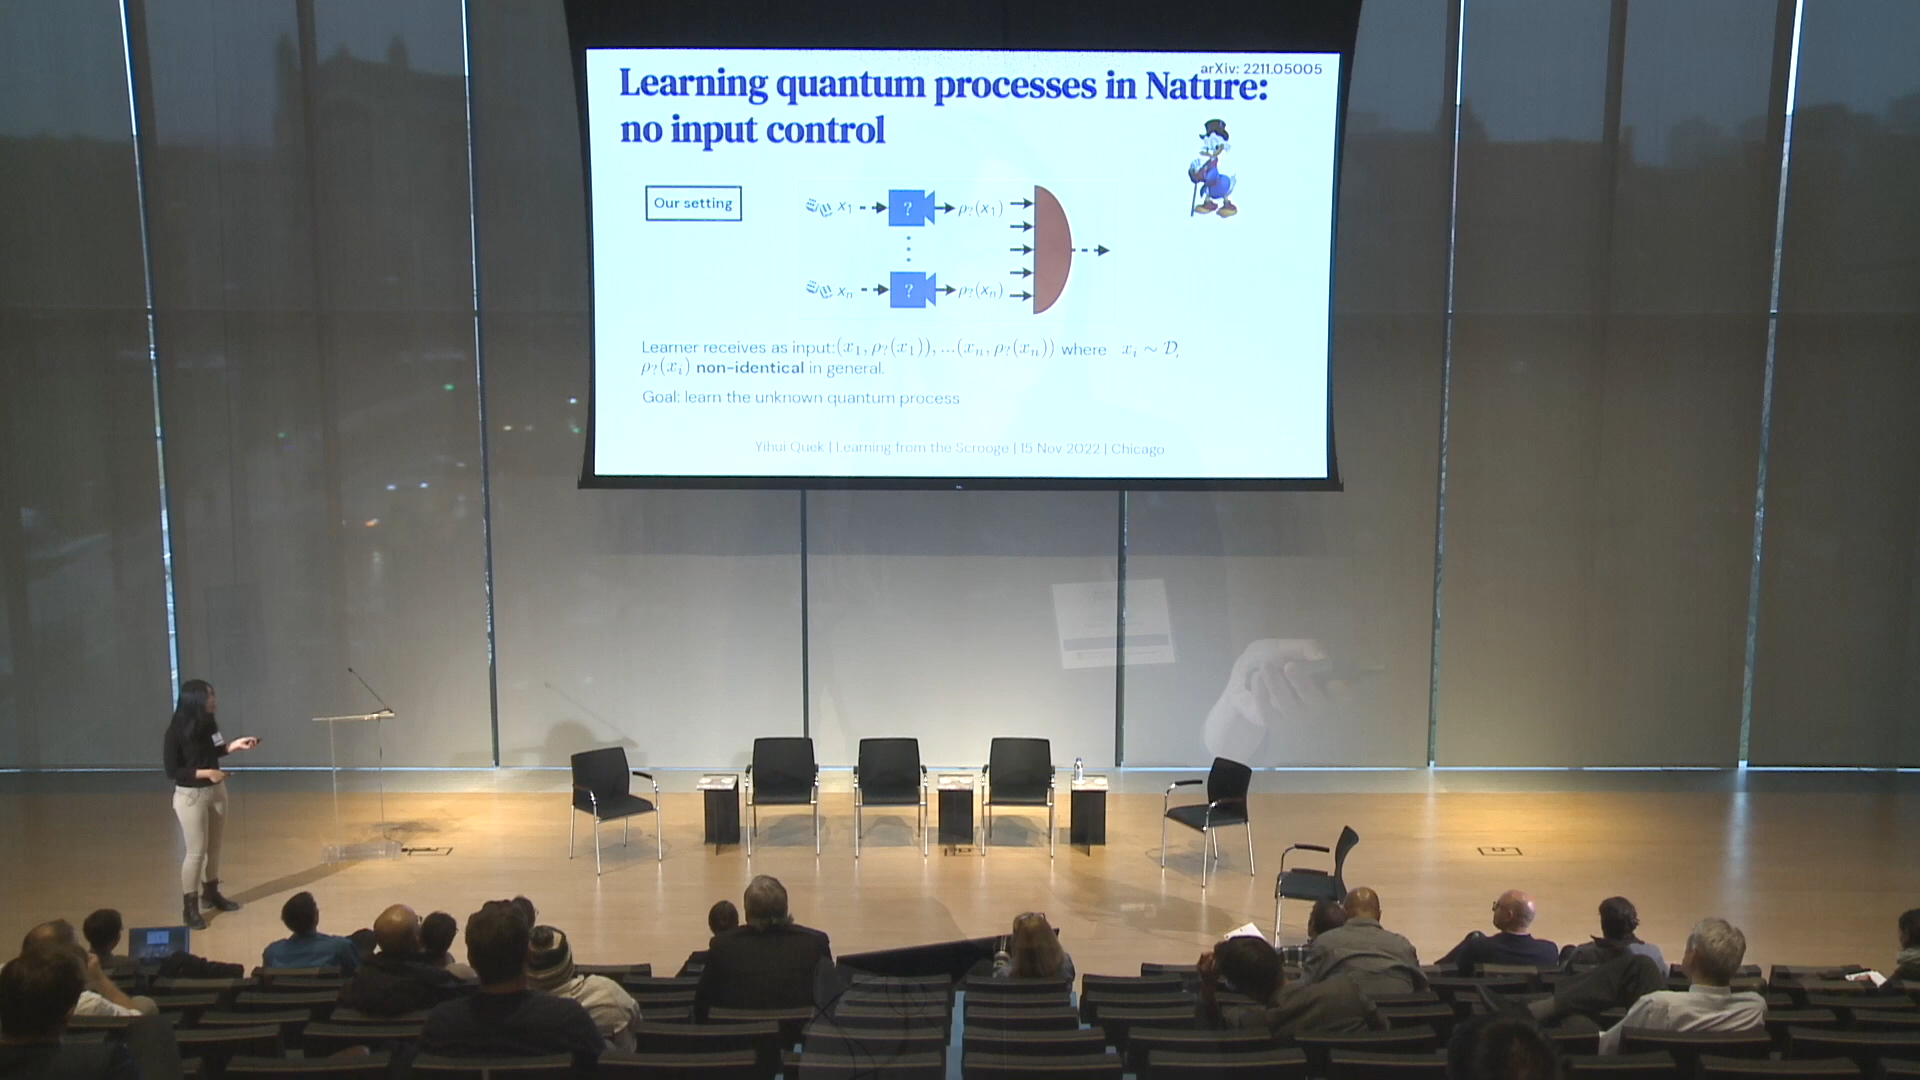 arXiv: 2211.05005
Learning quantum processes in Nature:
no input control
Our setting
x₁ ? ρ?(x₁)
xₙ ? ρ?(xₙ)
Learner receives as input:(x₁, ρ?(x₁)), ...(xₙ, ρ?(xₙ)) where xᵢ ~ 𝒟,
ρ?(xᵢ) non-identical in general.
Goal: learn the unknown quantum process
Yihui Quek | Learning from the Scrooge | 15 Nov 2022 | Chicago